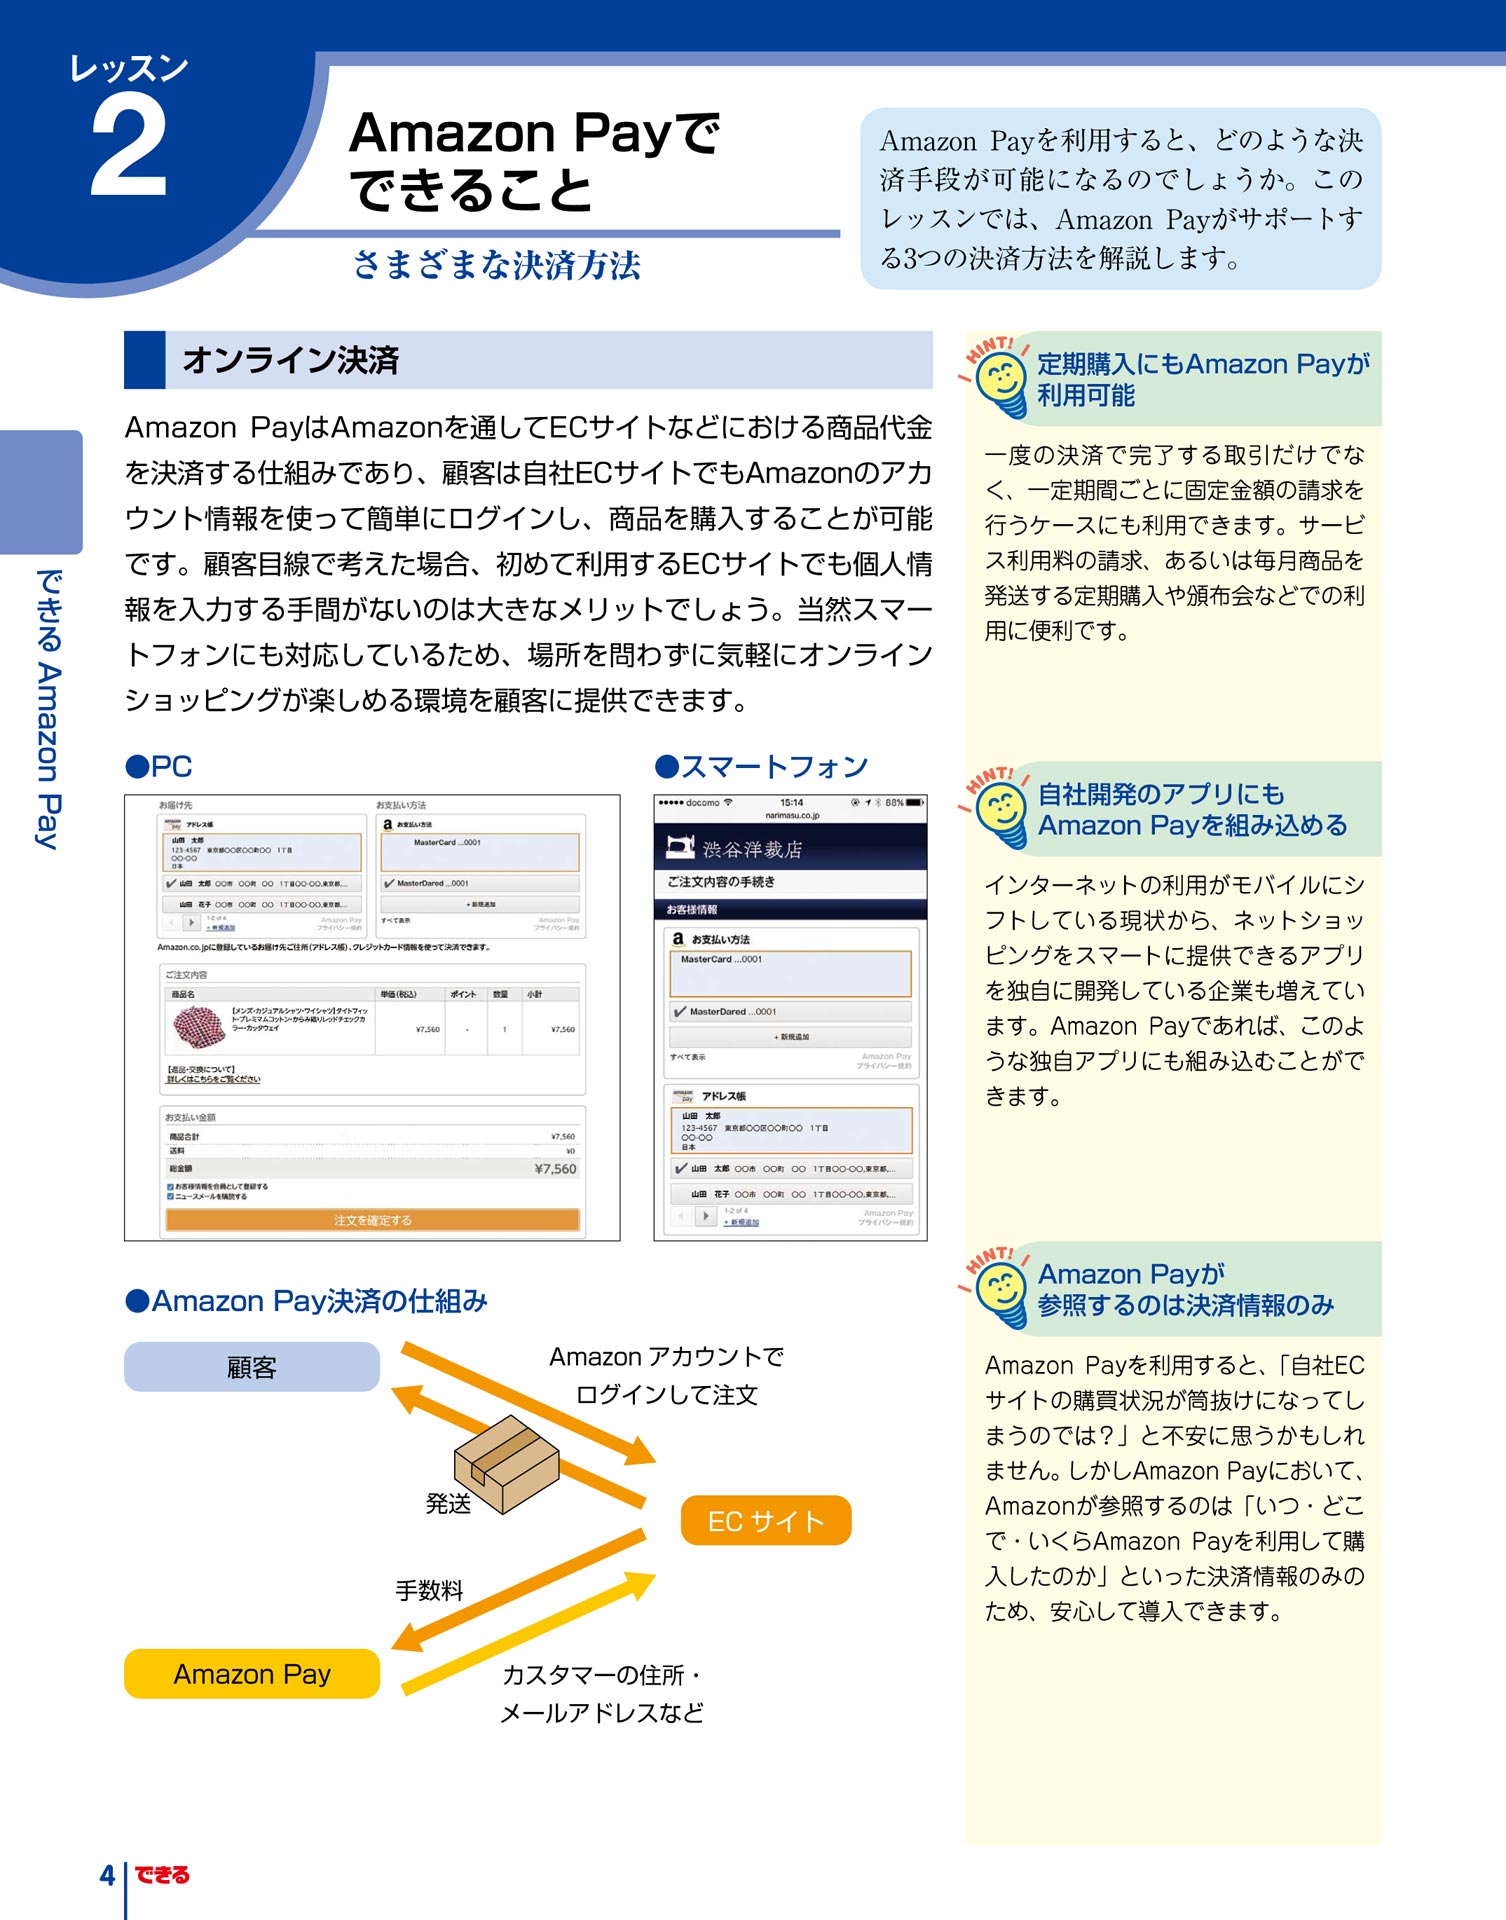 レッスン
2
Amazon Payで
できること
さまざまな決済方法
Amazon Payを利用すると、どのような決
済手段が可能になるのでしょうか。この
レッスンでは、Amazon Payがサポートす
る3つの決済方法を解説します。
できる Amazon Pay
オンライン決済
Amazon PayはAmazonを通してECサイトなどにおける商品代金
を決済する仕組みであり、顧客は自社ECサイトでもAmazonのアカ
ウント情報を使って簡単にログインし、商品を購入することが可能
です。顧客目線で考えた場合、初めて利用するECサイトでも個人情
報を入力する手間がないのは大きなメリットでしょう。当然スマー
トフォンにも対応しているため、場所を問わずに気軽にオンライン
ショッピングが楽しめる環境を顧客に提供できます。
●PC
お届け先
amazon pay アドレス帳
山田 太郎
123-4567 東京都〇〇区〇〇町〇〇 1丁目
〇〇-〇〇
日本
山田 太郎 〇〇市 〇〇町 〇〇 1丁目〇〇-〇〇,東京都,...
山田 花子 〇〇市 〇〇町 〇〇 1丁目〇〇-〇〇,東京都,...
1-2 of 4
+ 新規追加
Amazon Pay
プライバシー規約
お支払い方法
a お支払い方法
MasterCard ...0001
MasterDared ...0001
+ 新規追加
すべて表示
Amazon Pay
プライバシー規約
Amazon.co.jpに登録しているお届け先ご住所(アドレス帳)、クレジットカード情報を使って決済できます。
ご注文内容
商品名 単価(税込) ポイント 数量 小計
【メンズ・カジュアルシャツ・ワイシャツ】タイトフィッ
ト・プレミアムコットン・からみ織りレッドチェックカ
ラー・カッタウェイ
¥7,560 - 1 ¥7,560
【返品・交換について】
詳しくはこちらをご覧ください
お支払い金額
商品合計 ¥7,560
送料 ¥0
総金額 ¥7,560
お客様情報を会員として登録する
ニュースメールを購読する
注文を確定する
●スマートフォン
docomo 15:14 88%
narimasu.co.jp
渋谷洋裁店
ご注文内容の手続き
お客様情報
a お支払い方法
MasterCard ...0001
MasterDared ...0001
+ 新規追加
すべて表示
Amazon Pay
プライバシー規約
amazon pay アドレス帳
山田 太郎
123-4567 東京都〇〇区〇〇町〇〇 1丁目
〇〇-〇〇
日本
山田 太郎 〇〇市 〇〇町 〇〇 1丁目〇〇-〇〇,東京都,...
山田 花子 〇〇市 〇〇町 〇〇 1丁目〇〇-〇〇,東京都,...
1-2 of 4
+ 新規追加
Amazon Pay
プライバシー規約
●Amazon Pay決済の仕組み
顧客
Amazon アカウントで
ログインして注文
発送
EC サイト
手数料
Amazon Pay
カスタマーの住所・
メールアドレスなど
HINT!
定期購入にもAmazon Payが
利用可能
一度の決済で完了する取引だけでな
く、一定期間ごとに固定金額の請求を
行うケースにも利用できます。サービ
ス利用料の請求、あるいは毎月商品を
発送する定期購入や頒布会などでの利
用に便利です。
HINT!
自社開発のアプリにも
Amazon Payを組み込める
インターネットの利用がモバイルにシ
フトしている現状から、ネットショッ
ピングをスマートに提供できるアプリ
を独自に開発している企業も増えてい
ます。Amazon Payであれば、このよ
うな独自アプリにも組み込むことがで
きます。
HINT!
Amazon Payが
参照するのは決済情報のみ
Amazon Payを利用すると、「自社EC
サイトの購買状況が筒抜けになってし
まうのでは？」と不安に思うかもしれ
ません。しかしAmazon Payにおいて、
Amazonが参照するのは「いつ・どこ
で・いくらAmazon Payを利用して購
入したのか」といった決済情報のみの
ため、安心して導入できます。
4
できる